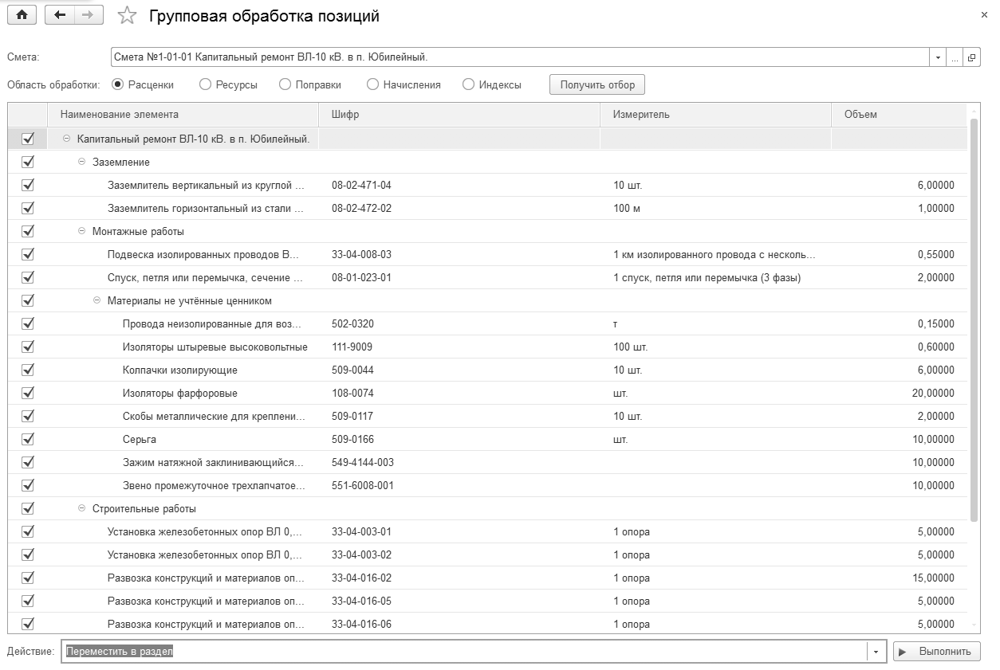 Групповая обработка позиций
Смета: Смета №1-01-01 Капитальный ремонт ВЛ-10 кВ. в п. Юбилейный. ...
Область обработки: Расценки Ресурсы Поправки Начисления Индексы Получить отбор
Наименование элемента Шифр Измеритель Объем
Капитальный ремонт ВЛ-10 кВ. в п. Юбилейный.
Заземление
Заземлитель вертикальный из круглой ... 08-02-471-04 10 шт. 6,00000
Заземлитель горизонтальный из стали ... 08-02-472-02 100 м 1,00000
Монтажные работы
Подвеска изолированных проводов В... 33-04-008-03 1 км изолированного провода с несколь... 0,55000
Спуск, петля или перемычка, сечение ... 08-01-023-01 1 спуск, петля или перемычка (3 фазы) 2,00000
Материалы не учтённые ценником
Провода неизолированные для воз... 502-0320 т 0,15000
Изоляторы штыревые высоковольтные 111-9009 100 шт. 0,60000
Колпачки изолирующие 509-0044 10 шт. 6,00000
Изоляторы фарфоровые 108-0074 шт. 20,00000
Скобы металлические для креплени... 509-0117 10 шт. 2,00000
Серьга 509-0166 шт. 10,00000
Зажим натяжной заклинивающийся... 549-4144-003 10,00000
Звено промежуточное трехлапчатое... 551-6008-001 10,00000
Строительные работы
Установка железобетонных опор ВЛ 0,... 33-04-003-01 1 опора 5,00000
Установка железобетонных опор ВЛ 0,... 33-04-003-02 1 опора 5,00000
Развозка конструкций и материалов оп... 33-04-016-02 1 опора 15,00000
Развозка конструкций и материалов оп... 33-04-016-05 1 опора 5,00000
Развозка конструкций и материалов оп... 33-04-016-06 1 опора 5,00000
Действие: Переместить в раздел Выполнить